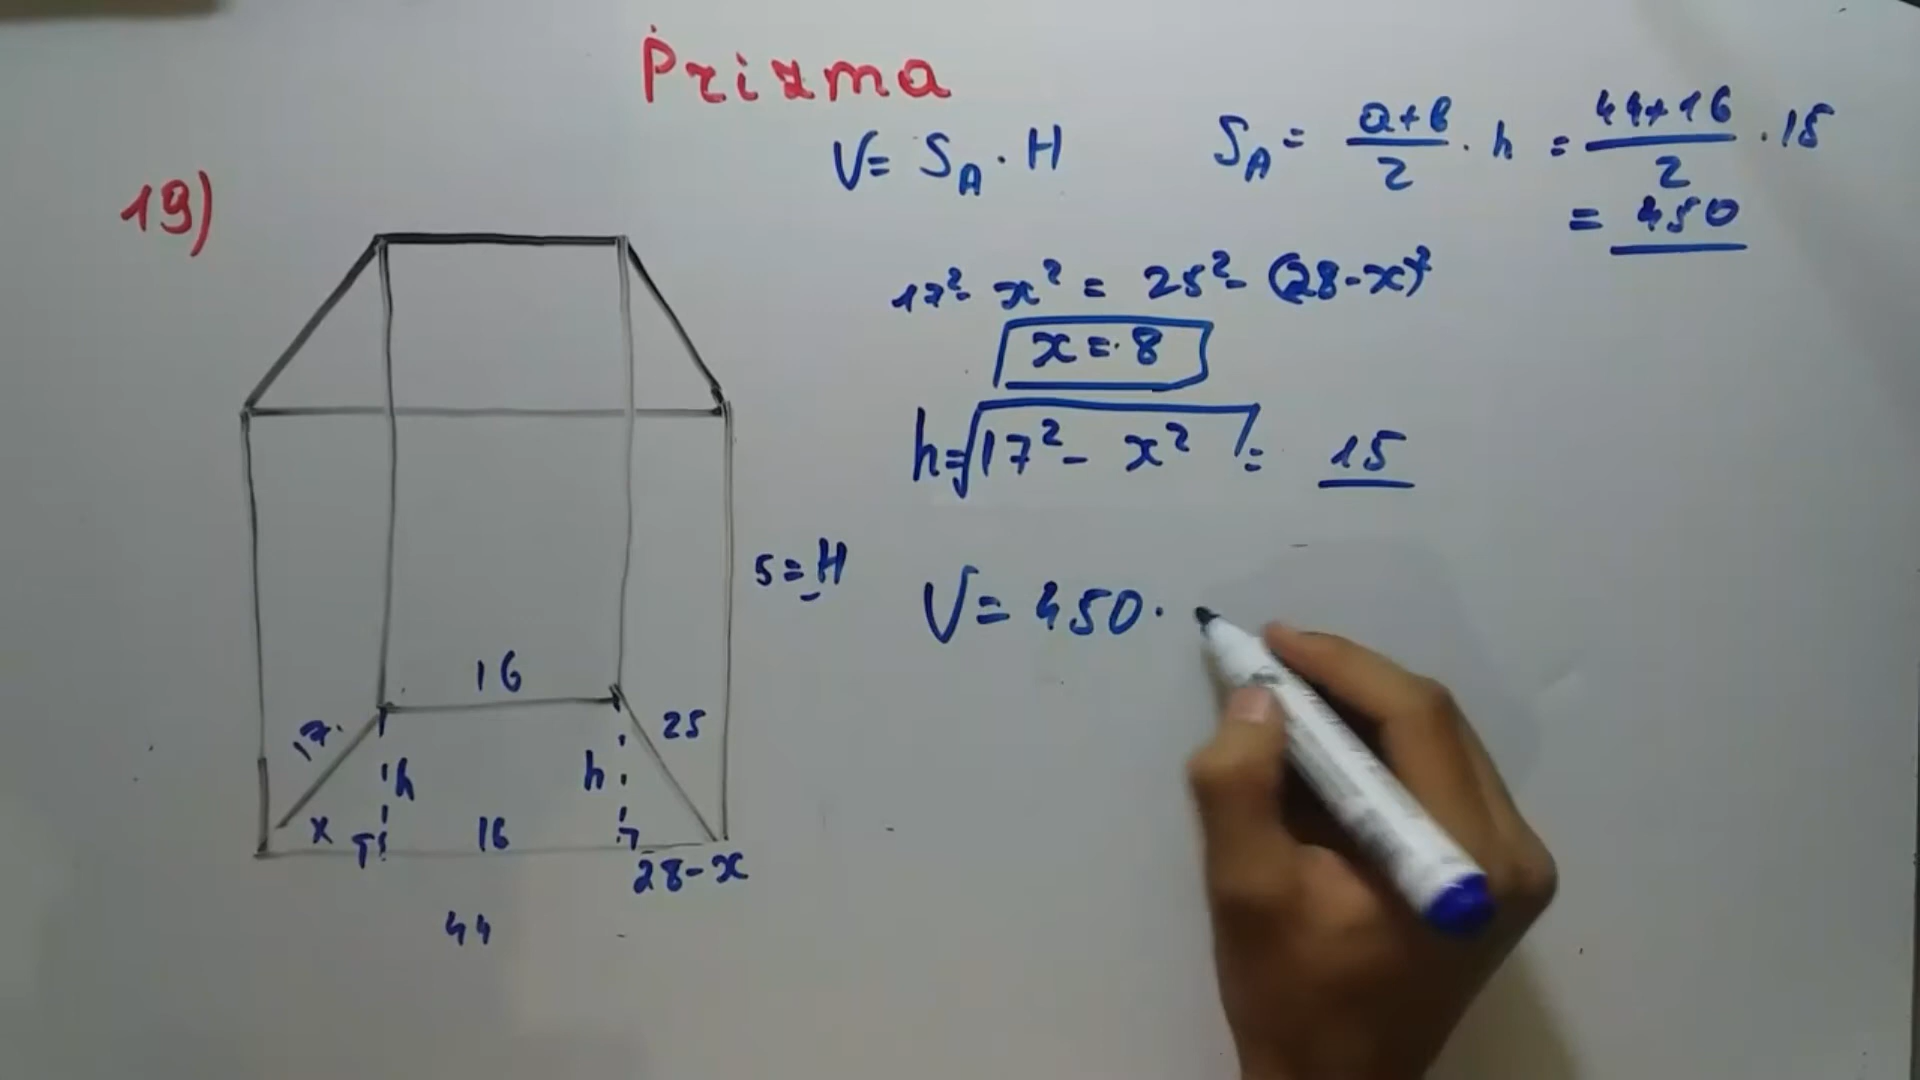 Prizma
V = S_A · H
S_A = (a+b)/2 · h = (44+16)/2 · 15
= 450
19)
17² - x² = 25² - (28-x)²
x = 8
h = √(17² - x²) = 15
5 = H
V = 450 ·
16
17
25
h
h
x
16
28-x
44